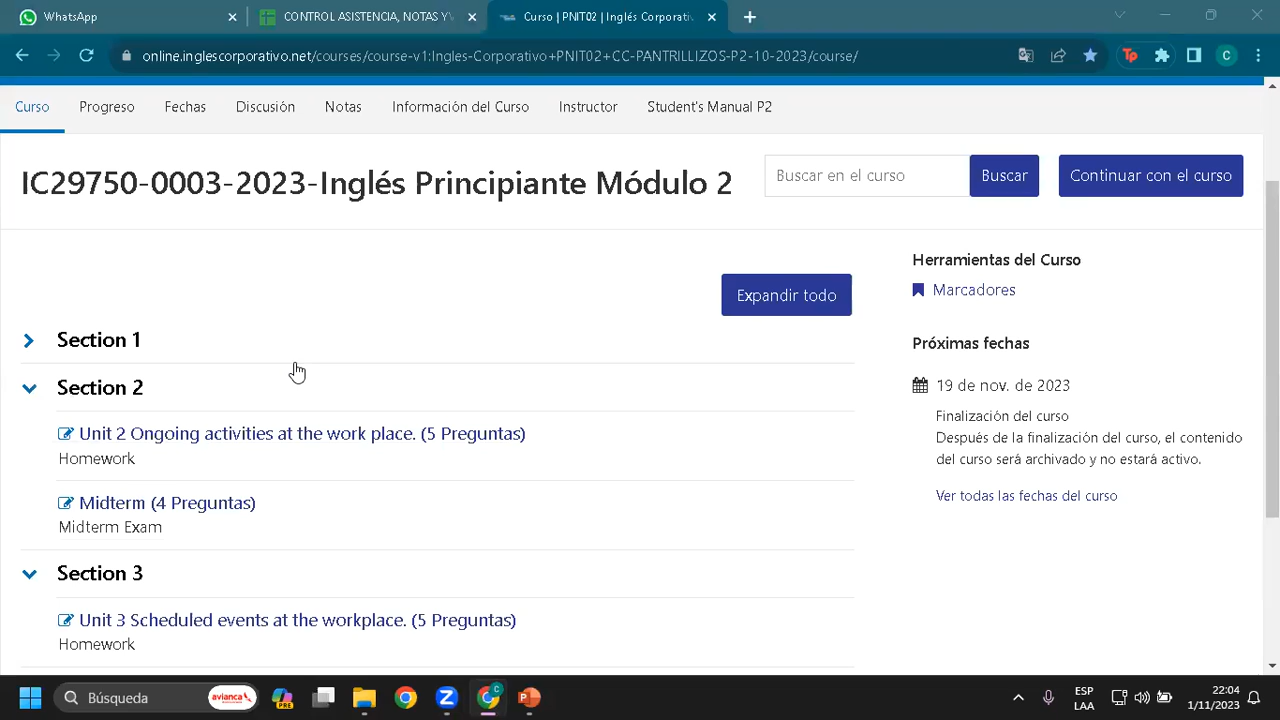 WhatsApp
CONTROL ASISTENCIA, NOTAS Y
Curso | PNIT02 | Inglés Corporati
online.inglescorporativo.net/courses/course-v1:Ingles-Corporativo+PNIT02+CC-PANTRILLIZOS-P2-10-2023/course/
Curso
Progreso
Fechas
Discusión
Notas
Información del Curso
Instructor
Student's Manual P2
IC29750-0003-2023-Inglés Principiante Módulo 2
Buscar en el curso
Buscar
Continuar con el curso
Expandir todo
Section 1
Section 2
Unit 2 Ongoing activities at the work place. (5 Preguntas)
Homework
Midterm (4 Preguntas)
Midterm Exam
Section 3
Unit 3 Scheduled events at the workplace. (5 Preguntas)
Homework
Herramientas del Curso
Marcadores
Próximas fechas
19 de nov. de 2023
Finalización del curso
Después de la finalización del curso, el contenido
del curso será archivado y no estará activo.
Ver todas las fechas del curso
Búsqueda
avianca
PRE
ESP
LAA
22:04
1/11/2023